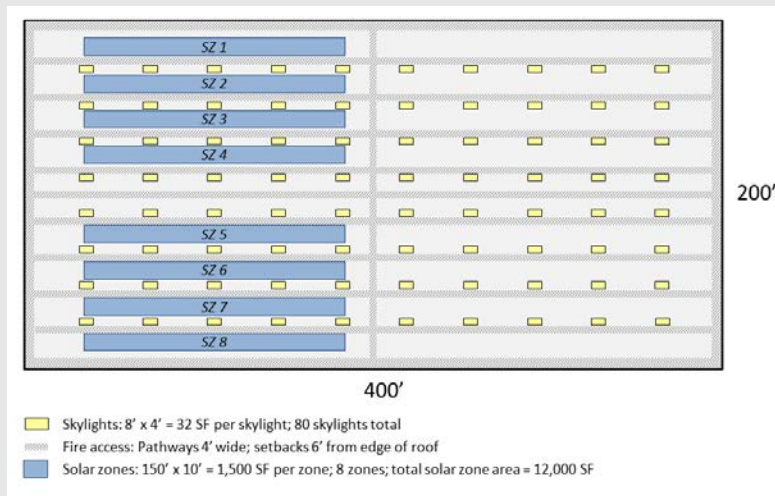 SZ 1
SZ 2
SZ 3
SZ 4
200'
SZ 5
SZ 6
SZ 7
SZ 8
400'
Skylights: 8' x 4' = 32 SF per skylight; 80 skylights total
Fire access: Pathways 4' wide; setbacks 6' from edge of roof
Solar zones: 150' x 10' = 1,500 SF per zone; 8 zones; total solar zone area = 12,000 SF